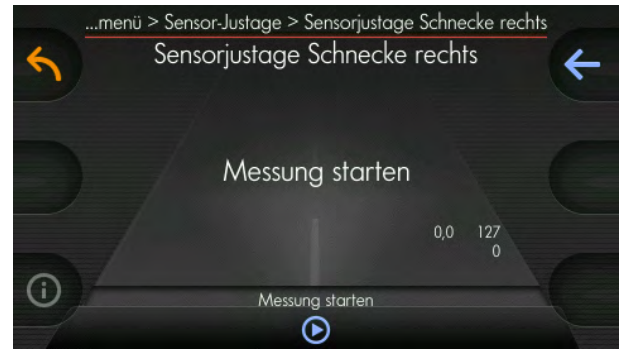 ...menü > Sensor-Justage > Sensorjustage Schnecke rechts
Sensorjustage Schnecke rechts
Messung starten
0,0 127
0
Messung starten